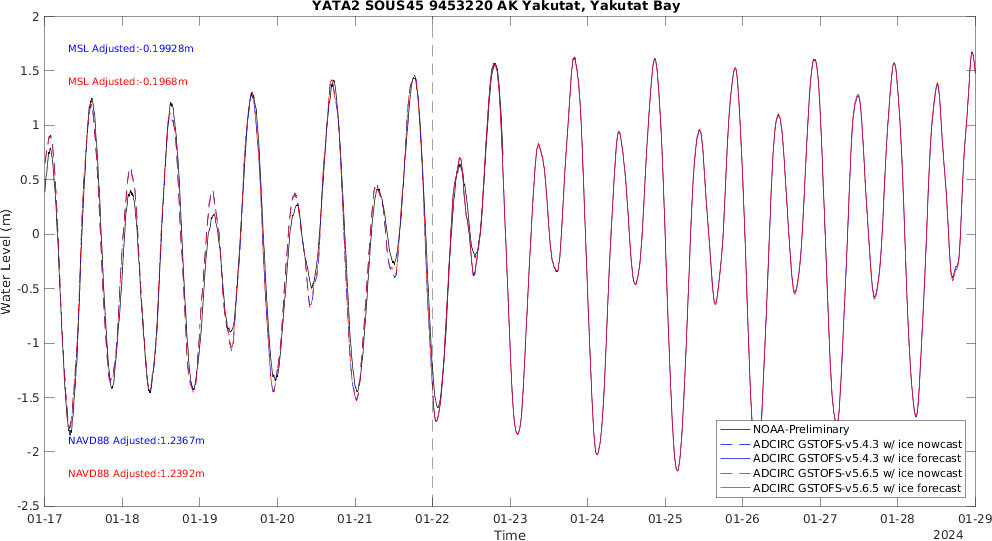 YATA2 SOUS45 9453220 AK Yakutat, Yakutat Bay
2
1.5
1
0.5
0
-0.5
-1
-1.5
-2
-2.5
Water Level (m)
MSL Adjusted:-0.19928m
MSL Adjusted:-0.1968m
NAVD88 Adjusted:1.2367m
NAVD88 Adjusted:1.2392m
NOAA-Preliminary
ADCIRC GSTOFS-v5.4.3 w/ ice nowcast
ADCIRC GSTOFS-v5.4.3 w/ ice forecast
ADCIRC GSTOFS-v5.6.5 w/ ice nowcast
ADCIRC GSTOFS-v5.6.5 w/ ice forecast
01-17 01-18 01-19 01-20 01-21 01-22 01-23 01-24 01-25 01-26 01-27 01-28 01-29
Time
2024